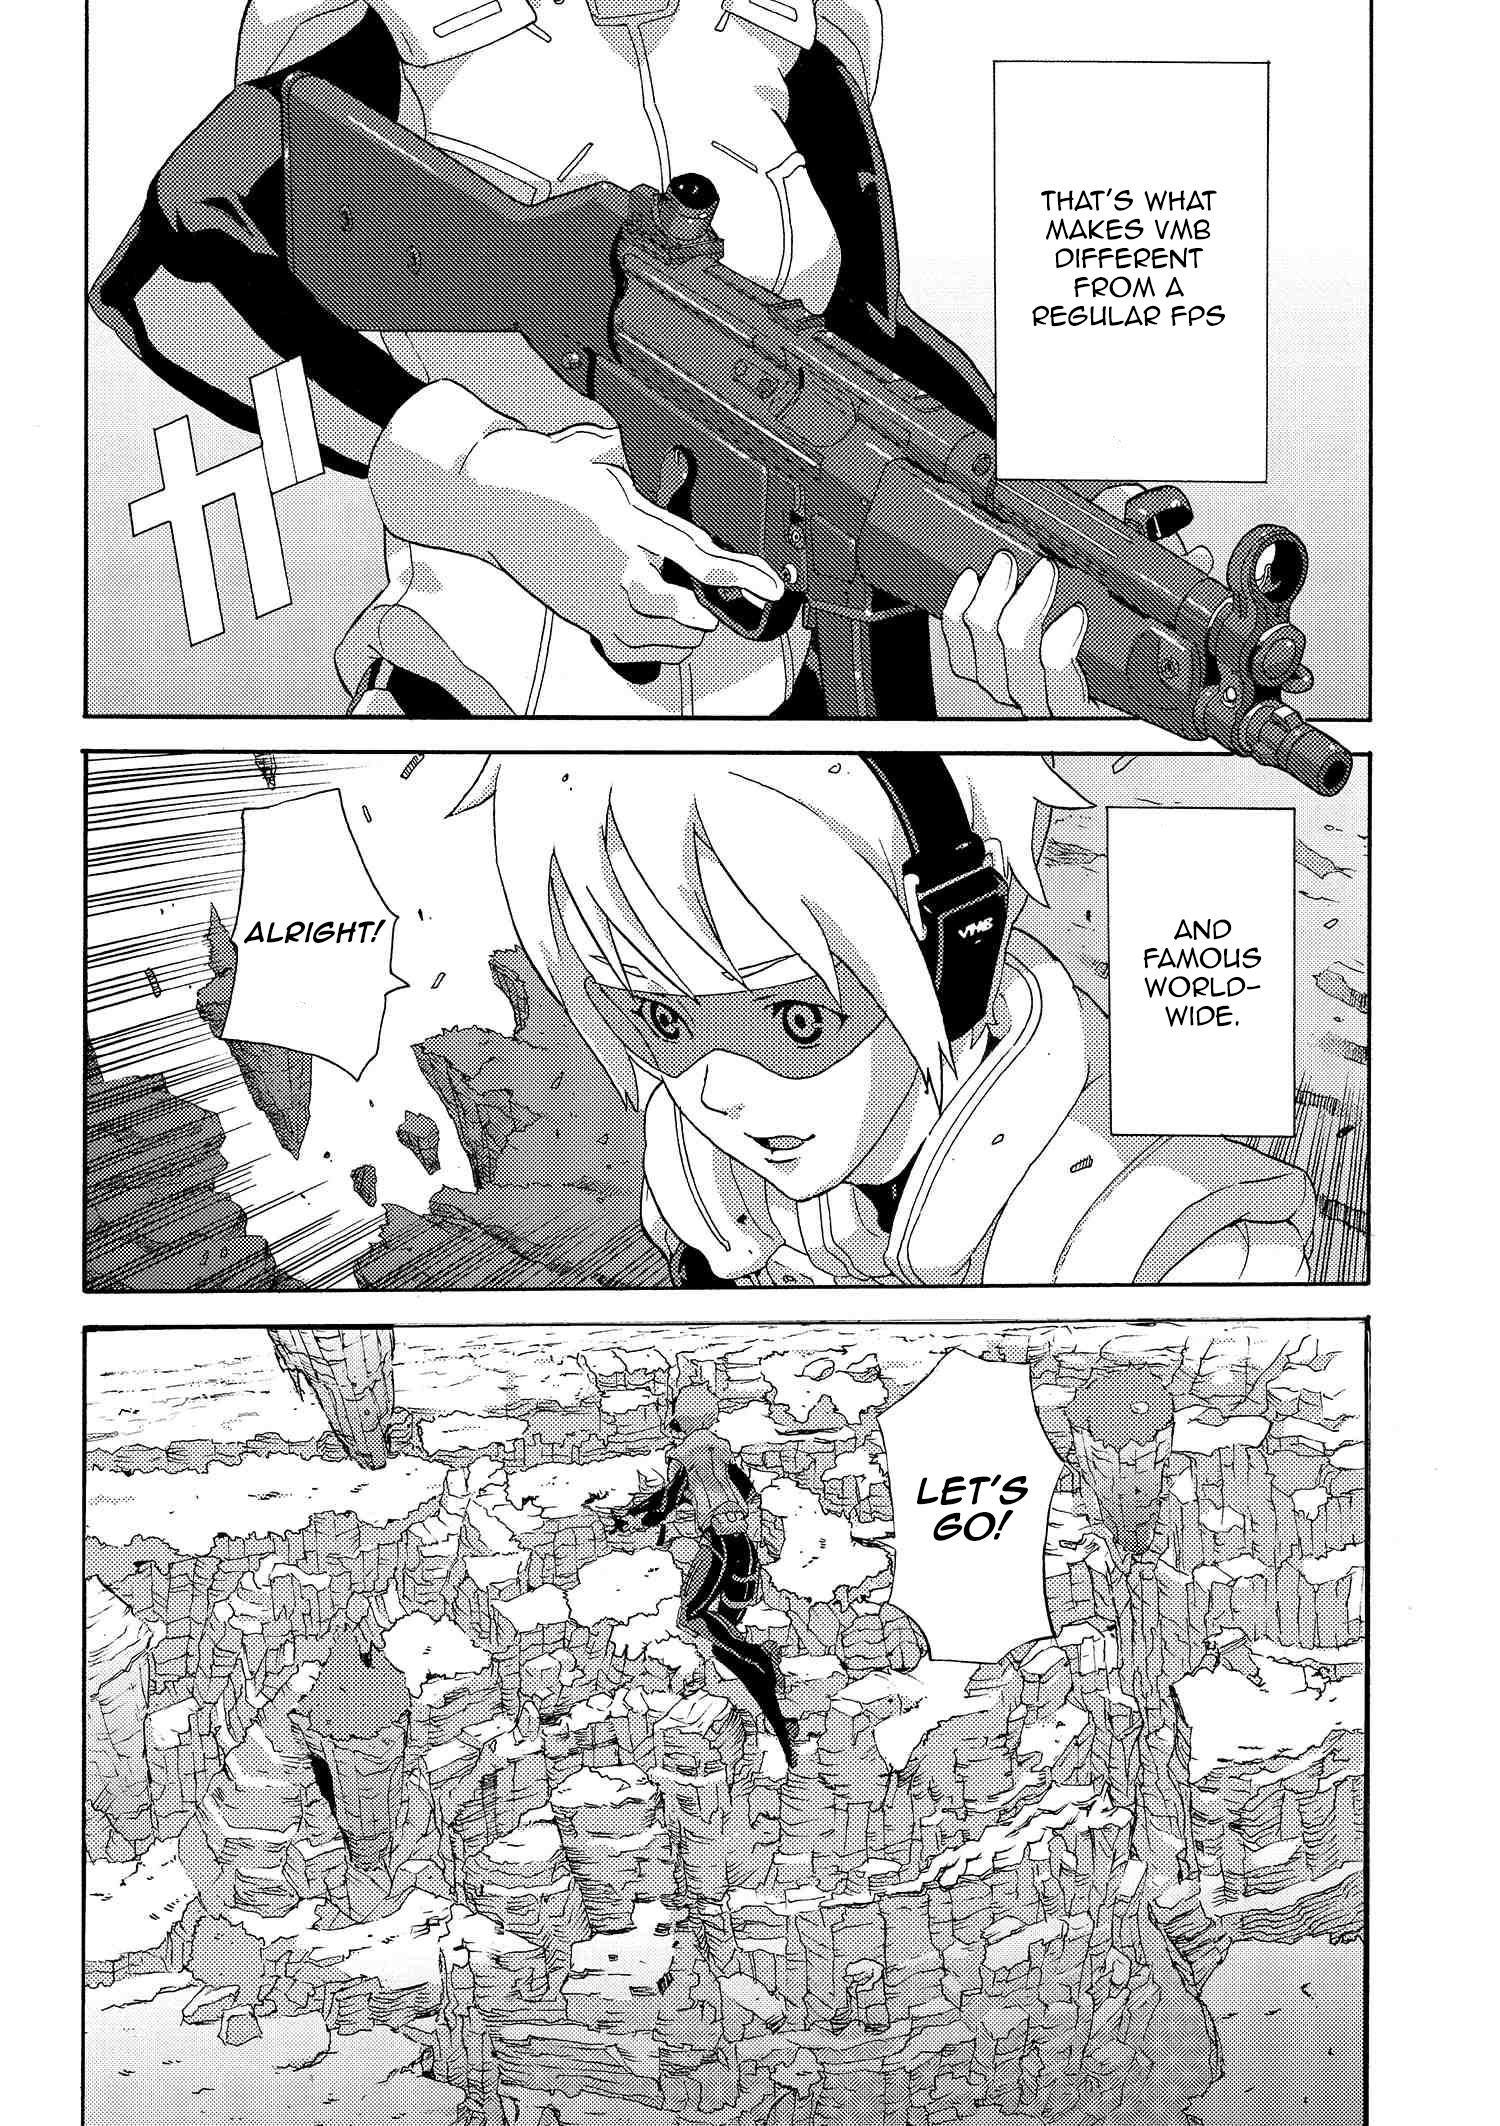 THAT'S WHAT
MAKES VMB
DIFFERENT
FROM A
REGULAR FPS
ガ
AND
FAMOUS
WORLD-
WIDE.
VMB
ALRIGHT!
LET'S
GO!